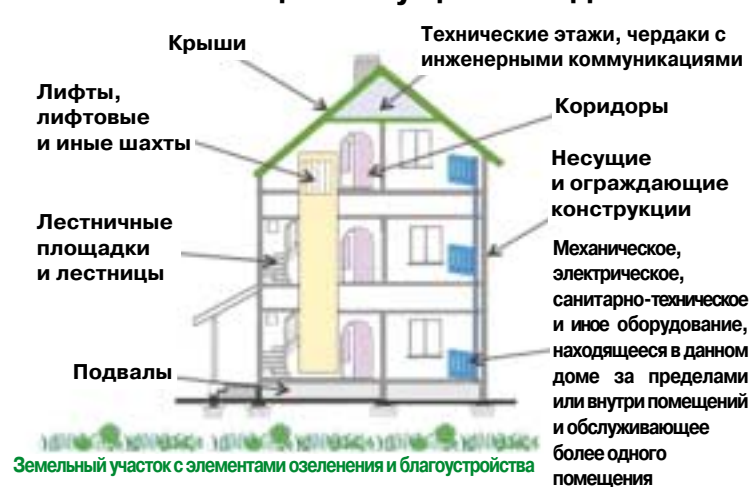 Крыши
Технические этажи, чердаки с
инженерными коммуникациями
Лифты,
лифтовые
и иные шахты
Коридоры
Несущие
и ограждающие
конструкции
Лестничные
площадки
и лестницы
Механическое,
электрическое,
санитарно-техническое
и иное оборудование,
находящееся в данном
доме за пределами
или внутри помещений
и обслуживающее
более одного
помещения
Подвалы
Земельный участок с элементами озеленения и благоустройства